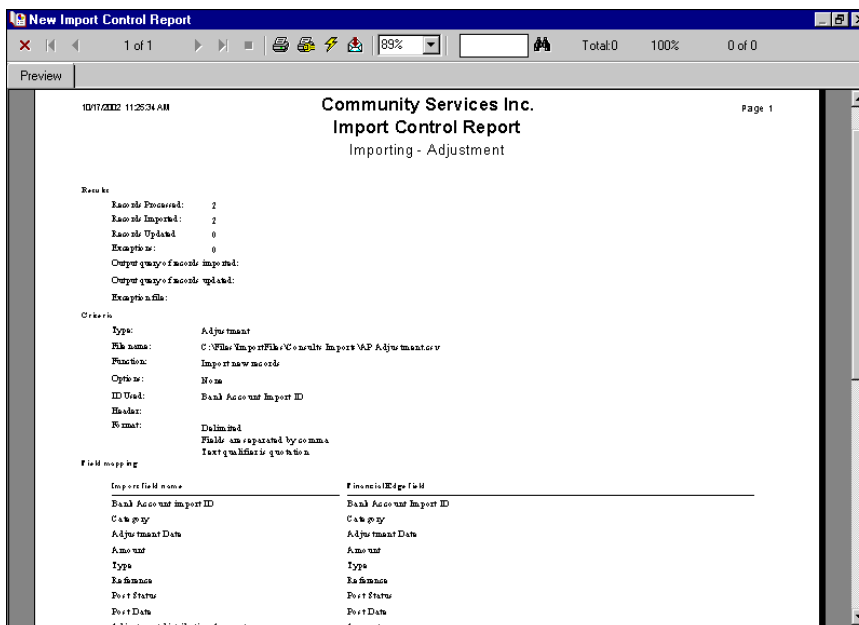 New Import Control Report
1 of 1
89%
Total:0
100%
0 of 0
Preview
10/17/2002 11:25:34 AM
Community Services Inc.
Page 1
Import Control Report
Importing - Adjustment
Results
Records Processed: 2
Records Imported: 2
Records Updated 0
Exceptions: 0
Output query of records imported:
Output query of records updated:
Exception file:
Criteria
Type: Adjustment
File name: C:\Files\ImportFiles\Consults Imports\AP Adjustment.csv
Function: Import new records
Options: None
ID Used: Bank Account Import ID
Header:
Format: Delimited
Fields are separated by comma
Text qualifier is quotation
Field mapping
Import field name FinancialEdge field
Bank Account import ID Bank Account Import ID
Category Category
Adjustment Date Adjustment Date
Amount Amount
Type Type
Reference Reference
Post Status Post Status
Post Date Post Date